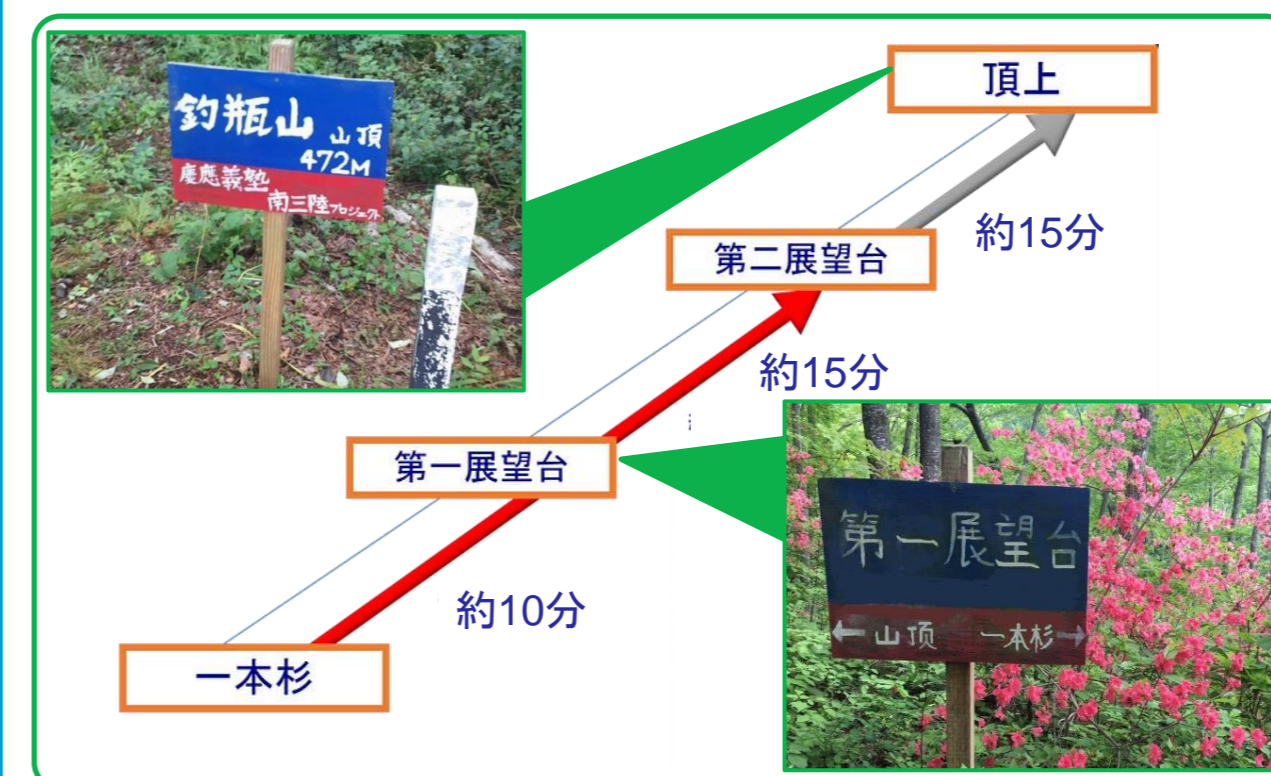 釣瓶山 山頂
472M
慶應義塾
南三陸プロジェクト
頂上
約15分
第二展望台
約15分
第一展望台
約10分
一本杉
第一展望台
←山頂 一本杉→